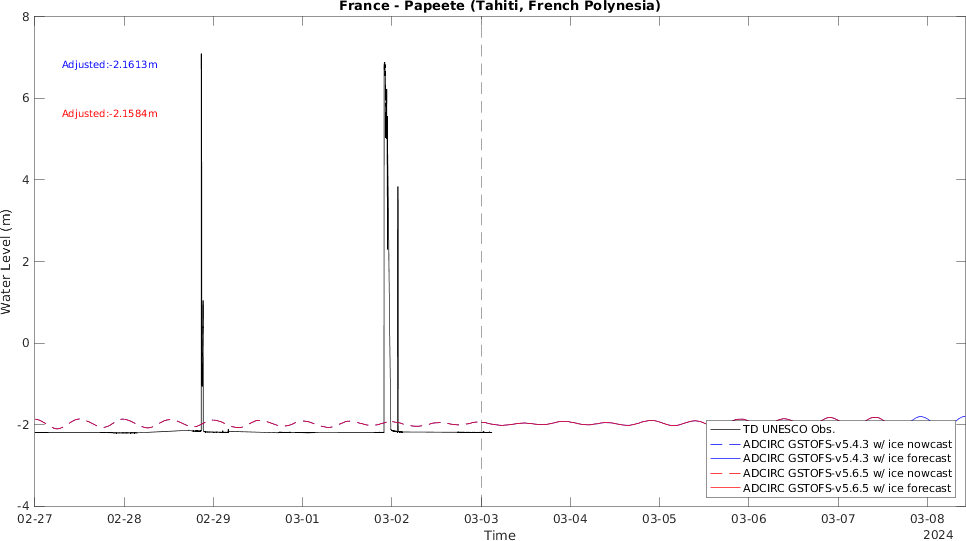 France - Papeete (Tahiti, French Polynesia)
8
6
4
2
0
-2
-4
Water Level (m)
Adjusted:-2.1613m
Adjusted:-2.1584m
TD UNESCO Obs.
ADCIRC GSTOFS-v5.4.3 w/ ice nowcast
ADCIRC GSTOFS-v5.4.3 w/ ice forecast
ADCIRC GSTOFS-v5.6.5 w/ ice nowcast
ADCIRC GSTOFS-v5.6.5 w/ ice forecast
02-27 02-28 02-29 03-01 03-02 03-03 03-04 03-05 03-06 03-07 03-08
Time
2024